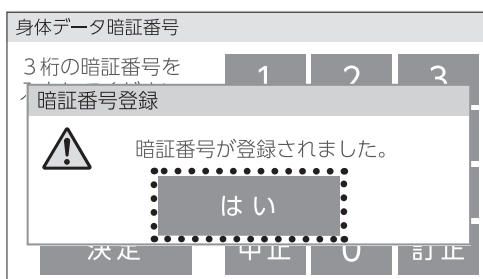 身体データ暗証番号
3桁の暗証番号を
1 2 3
暗証番号登録
暗証番号が登録されました。
はい
決定 中止 0 訂正